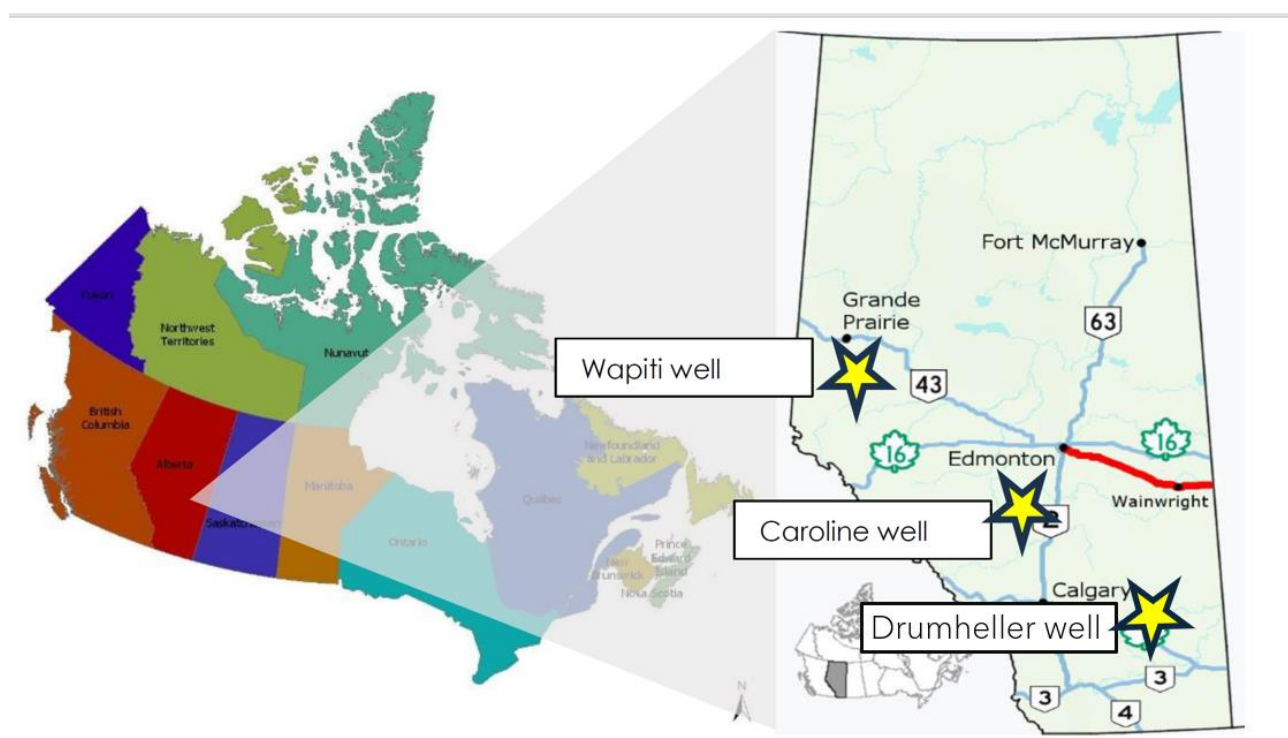 Yukon
Northwest
Territories
Nunavut
British
Columbia
Alberta
Saskatchewan
Manitoba
Ontario
Québec
Newfoundland
and Labrador
Prince
Edward
Island
New
Brunswick
Nova Scotia
N
Fort McMurray
63
Grande
Prairie
Wapiti well
43
16
16
Edmonton
Wainwright
Caroline well
2
Calgary
Drumheller well
3
3
4